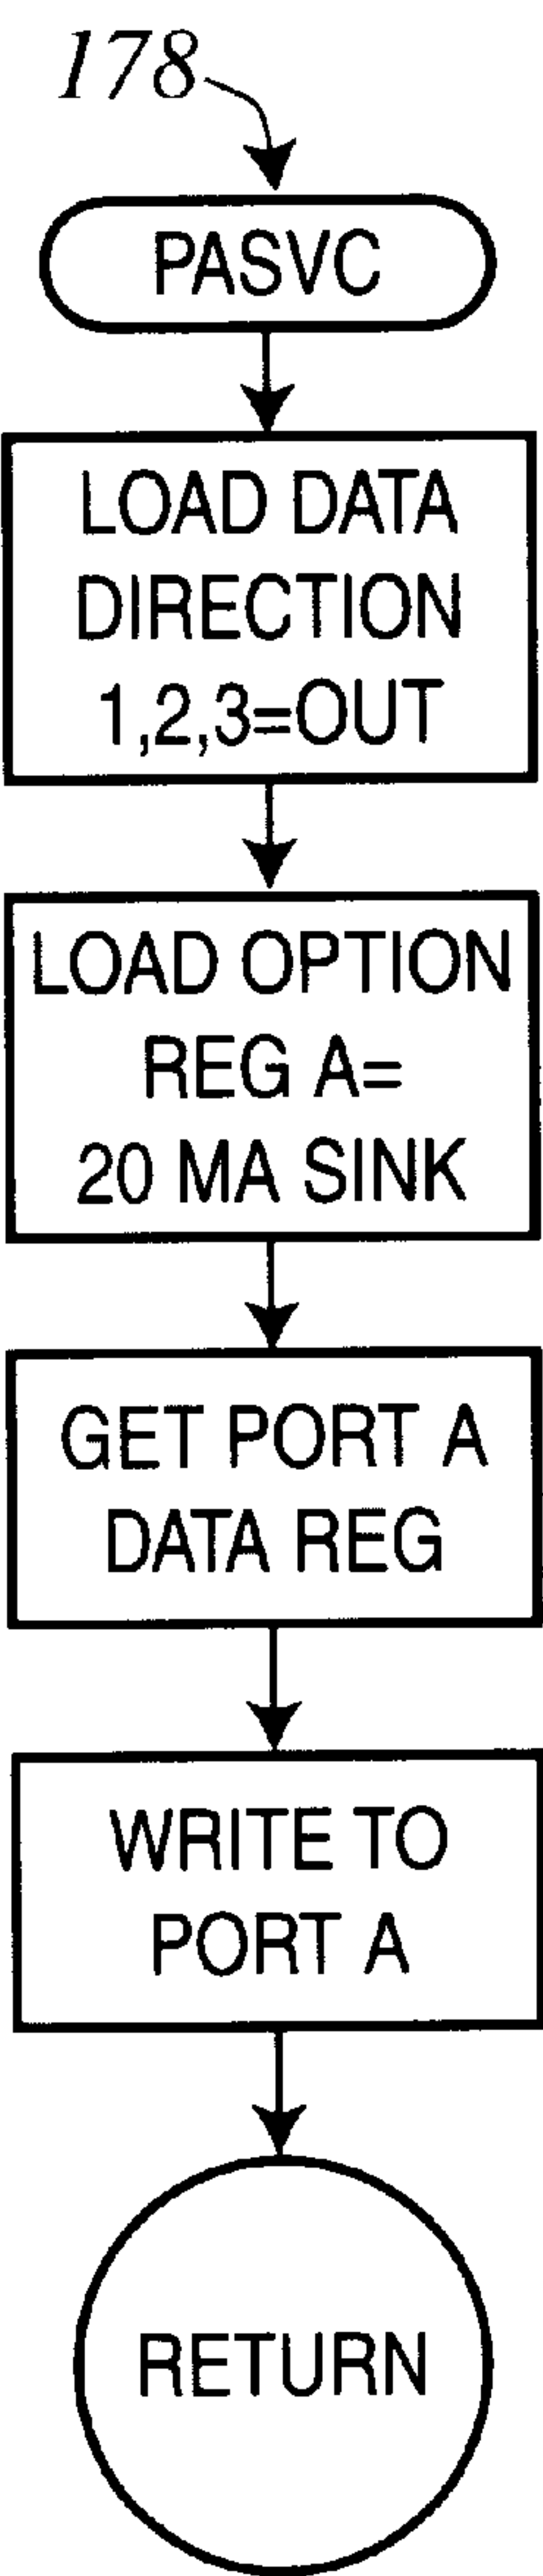 178
PASVC
LOAD DATA
DIRECTION
1,2,3=OUT
LOAD OPTION
REG A=
20 MA SINK
GET PORT A
DATA REG
WRITE TO
PORT A
RETURN